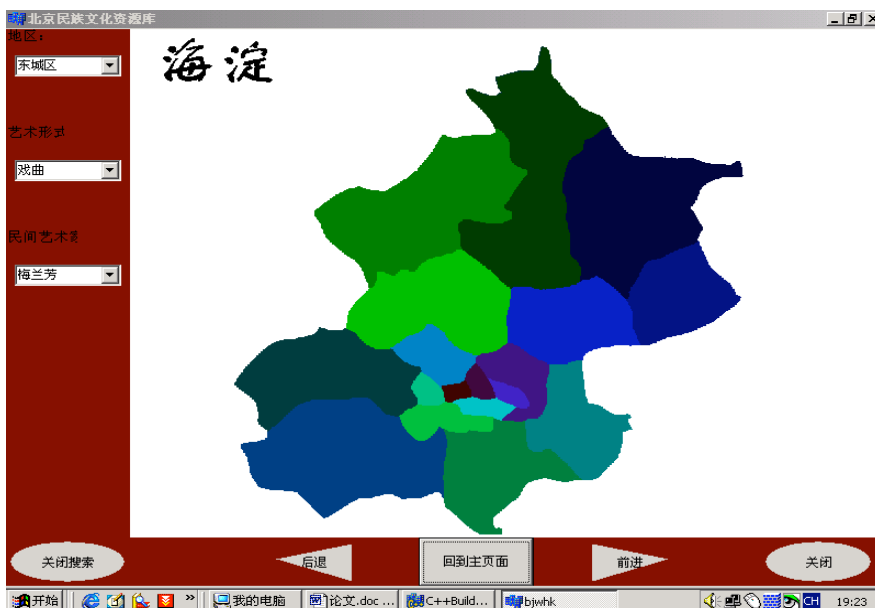 北京民族文化资源库
地区:
东城区
海淀
艺术形式
戏曲
民间艺术家
梅兰芳
关闭搜索
后退
回到主页面
前进
关闭
开始
»
我的电脑
论文.doc ...
C++Build...
bjwhk
CH
19:23